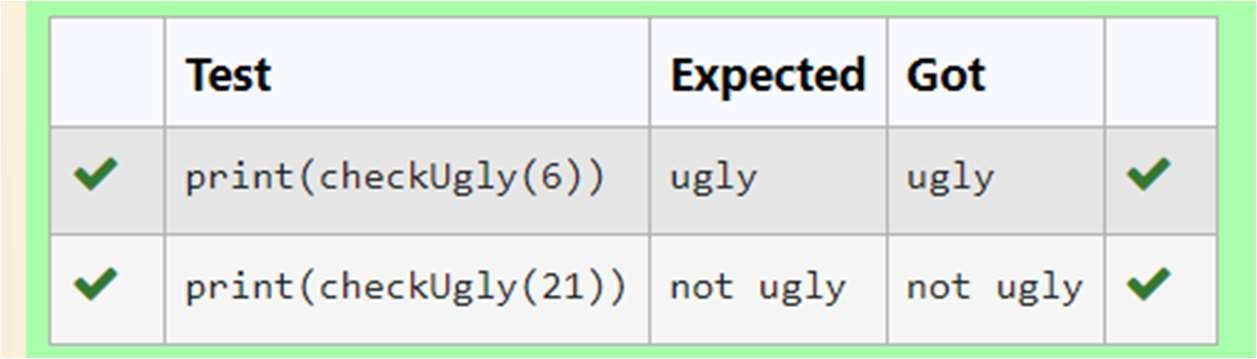 Test Expected Got
print(checkUgly(6)) ugly ugly
print(checkUgly(21)) not ugly not ugly